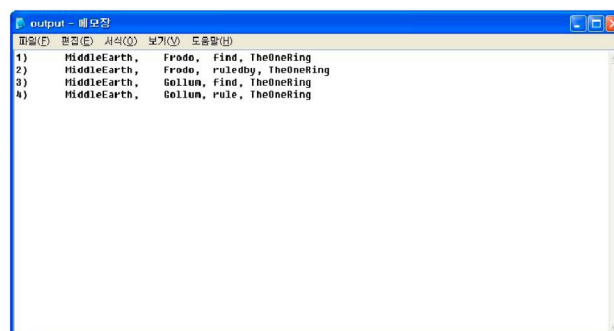 output - 메모장
파일(F) 편집(E) 서식(O) 보기(V) 도움말(H)
1) MiddleEarth, Frodo, find, TheOneRing
2) MiddleEarth, Frodo, ruledby, TheOneRing
3) MiddleEarth, Gollum, find, TheOneRing
4) MiddleEarth, Gollum, rule, TheOneRing